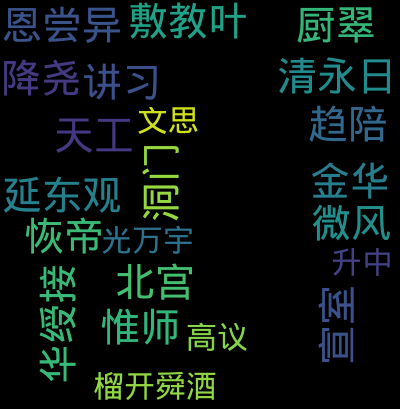 恩尝异
敷教叶
厨翠
降尧
讲习
清永日
天工
文思
趋陪
洞门
延东观
金华
微风
恢帝
光万宇
升中
北宫
华绶接
惟师
高议
宣室
榴开舜酒